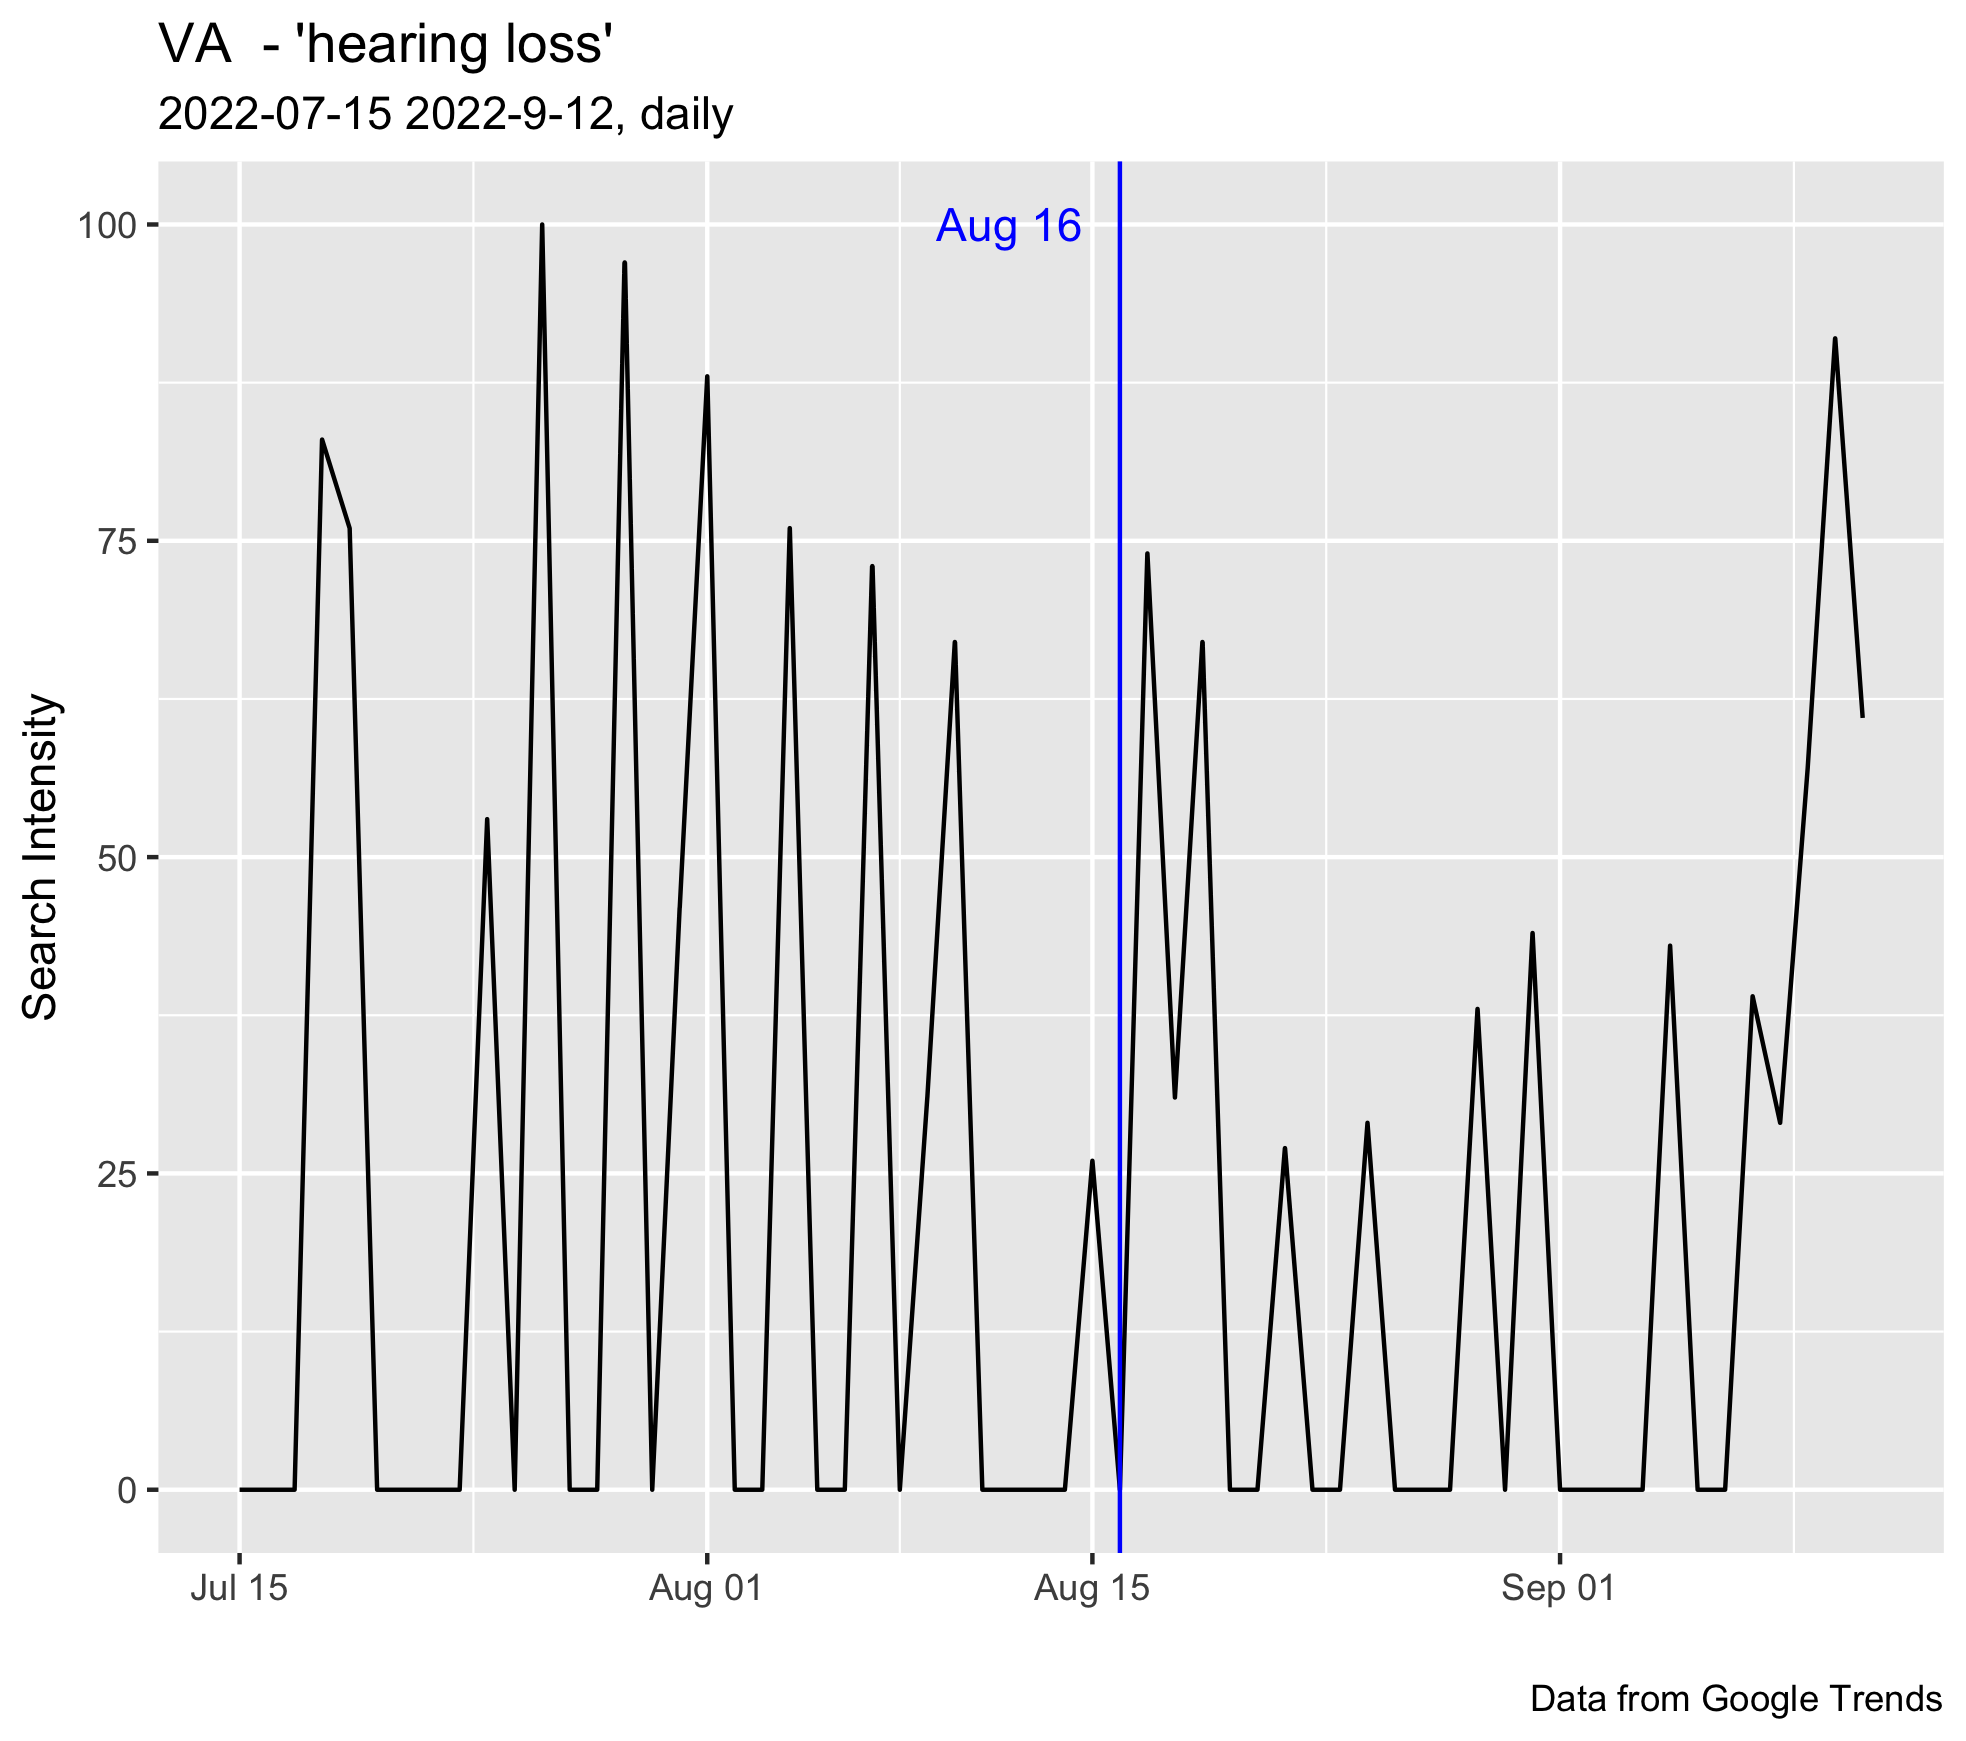 VA  - 'hearing loss'
2022-07-15 2022-9-12, daily
Aug 16
100
75
50
25
0
Search Intensity
Jul 15
Aug 01
Aug 15
Sep 01
Data from Google Trends